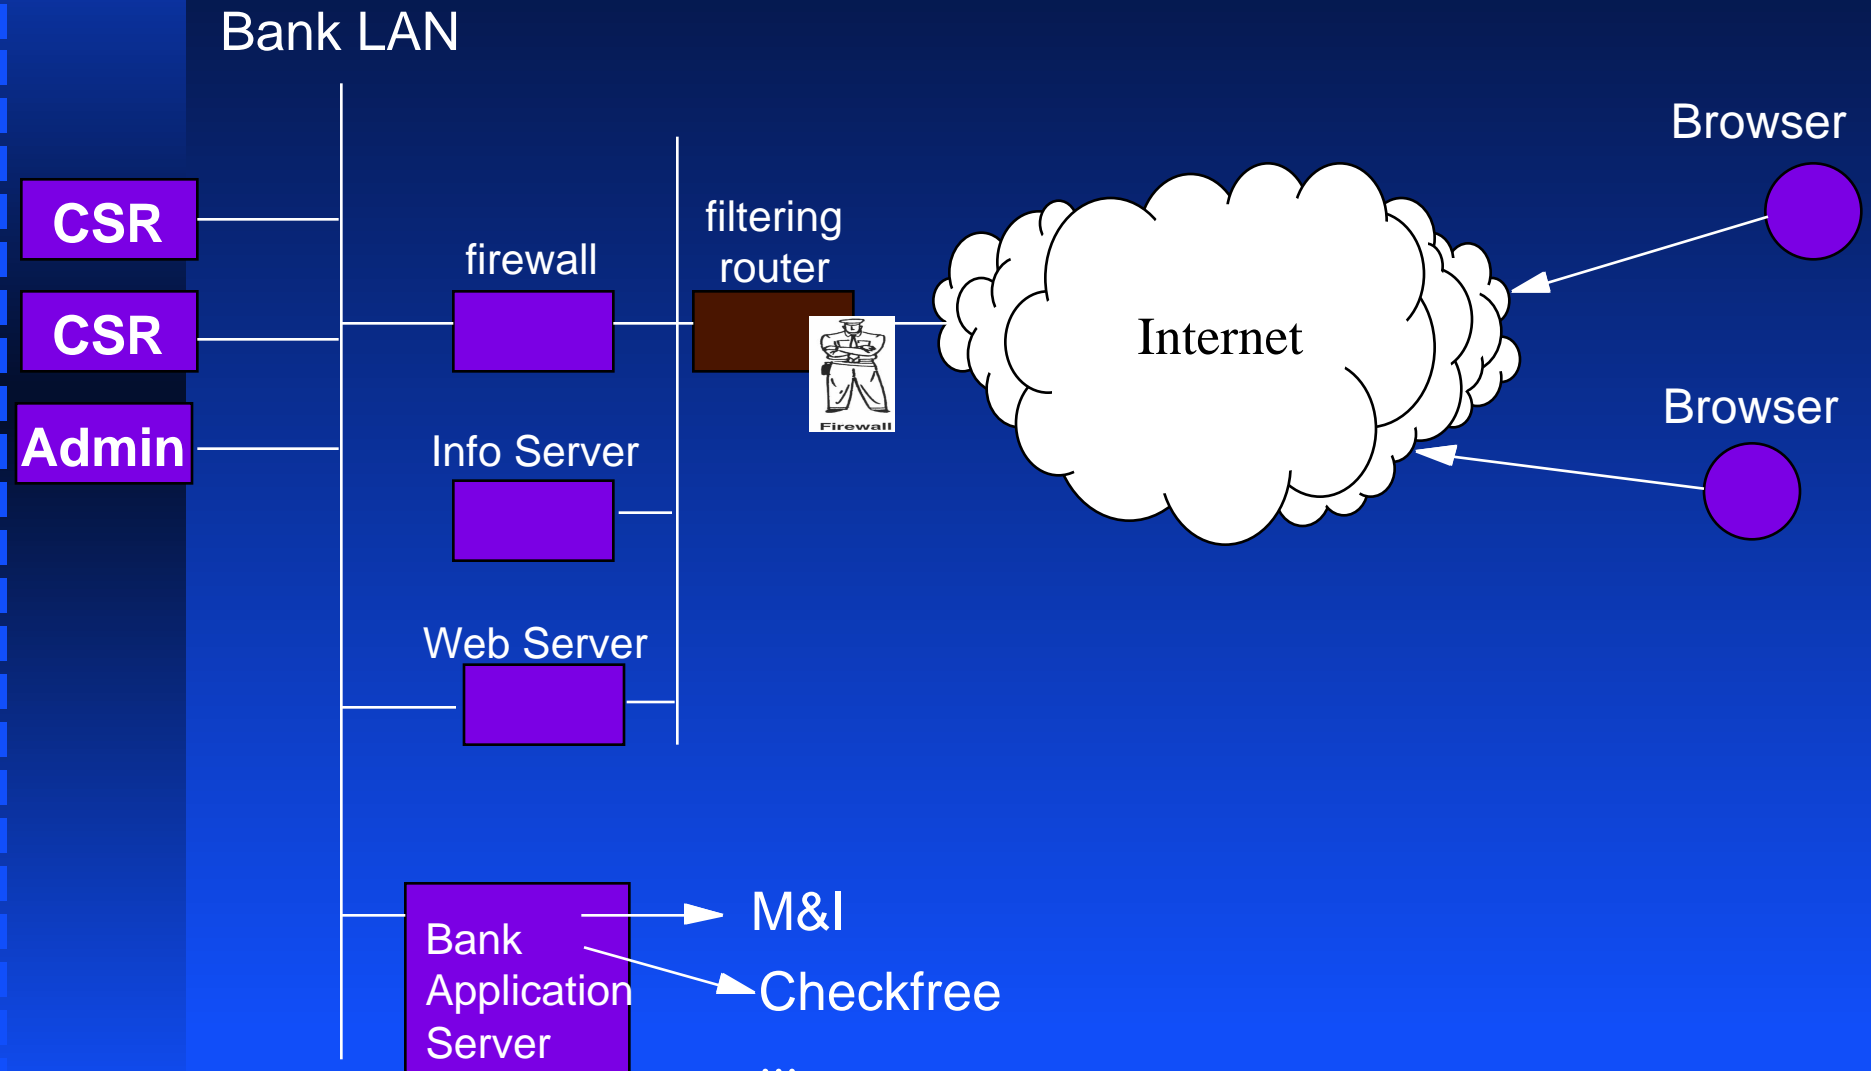 Bank LAN
Browser
CSR
filtering
router
firewall
CSR
Internet
Firewall
Browser
Admin
Info Server
Web Server
M&I
Bank
Application
Server
Checkfree
...